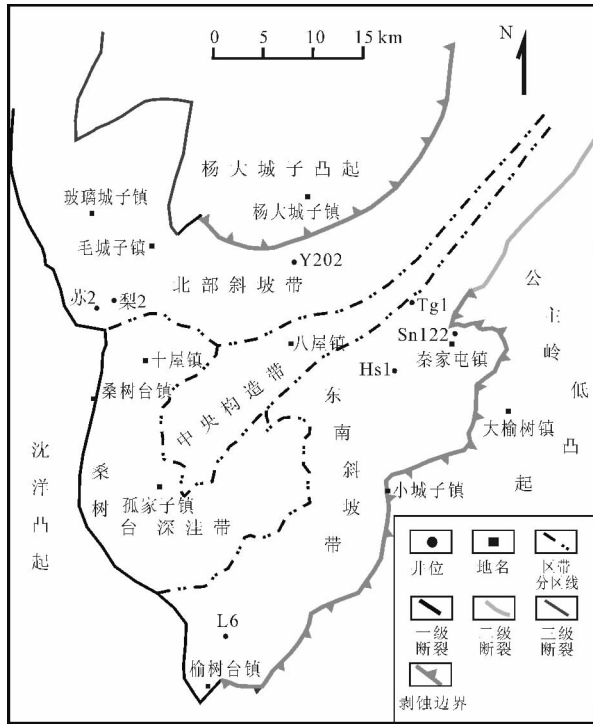 0 5 10 15 km
N
杨大城子凸起
玻璃城子镇
杨大城子镇
毛城子镇
Y202
北部斜坡带
苏2
梨2
Tg1
公主岭低凸起
Sn122
秦家屯镇
八屋镇
十屋镇
Hs1
桑树台镇
中央构造带
东南斜坡带
大榆树镇
沈洋凸起
桑树台深洼带
孤家子镇
小城子镇
L6
榆树台镇
井位
地名
区带
分区线
一级
断裂
二级
断裂
三级
断裂
剥蚀边界